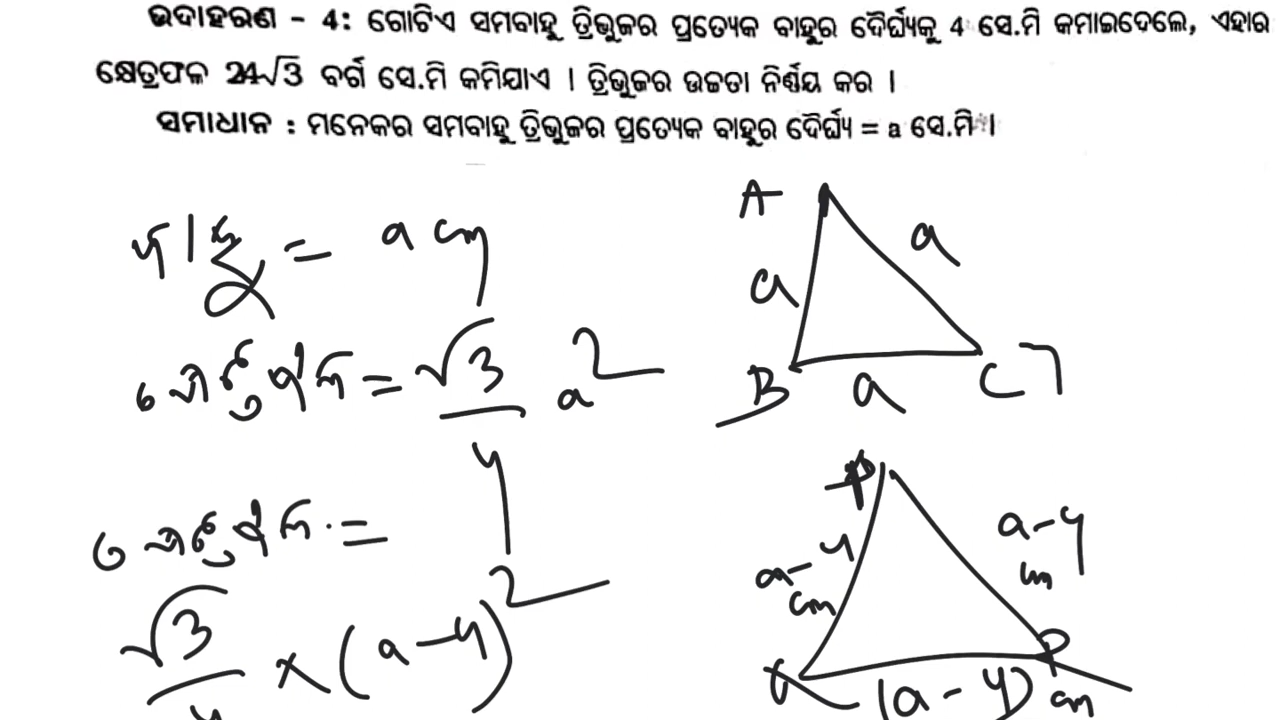 ଉଦାହରଣ – 4: ଗୋଟିଏ ସମବାହୁ ତ୍ରିଭୁଜର ପ୍ରତ୍ୟେକ ବାହୁର ଦୈର୍ଘ୍ୟକୁ 4 ସେ.ମି କମାଇଦେଲେ, ଏହାର
କ୍ଷେତ୍ରଫଳ 24√3 ବର୍ଗ ସେ.ମି କମିଯାଏ । ତ୍ରିଭୁଜର ଉଚ୍ଚତା ନିର୍ଣ୍ଣୟ କର ।
ସମାଧାନ : ମନେକର ସମବାହୁ ତ୍ରିଭୁଜର ପ୍ରତ୍ୟେକ ବାହୁର ଦୈର୍ଘ୍ୟ = a ସେ.ମି ।
ବାହୁ = a cm
A
a
a
B
a
C
କ୍ଷେତ୍ରଫଳ = √3/4 a²
P
a-4 cm
a-4 cm
କ୍ଷେତ୍ରଫଳ =
√3/4 × (a-4)²
(a-4) cm